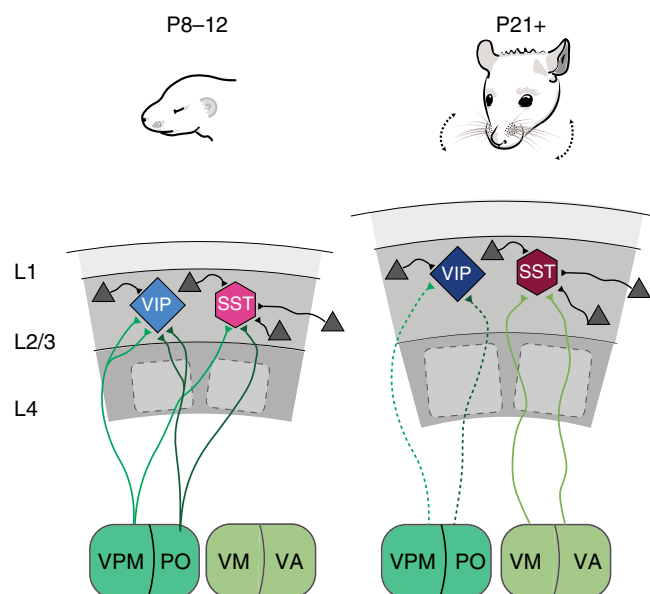 P8–12 P21+
L1
VIP SST VIP SST
L2/3
L4
VPM PO VM VA VPM PO VM VA